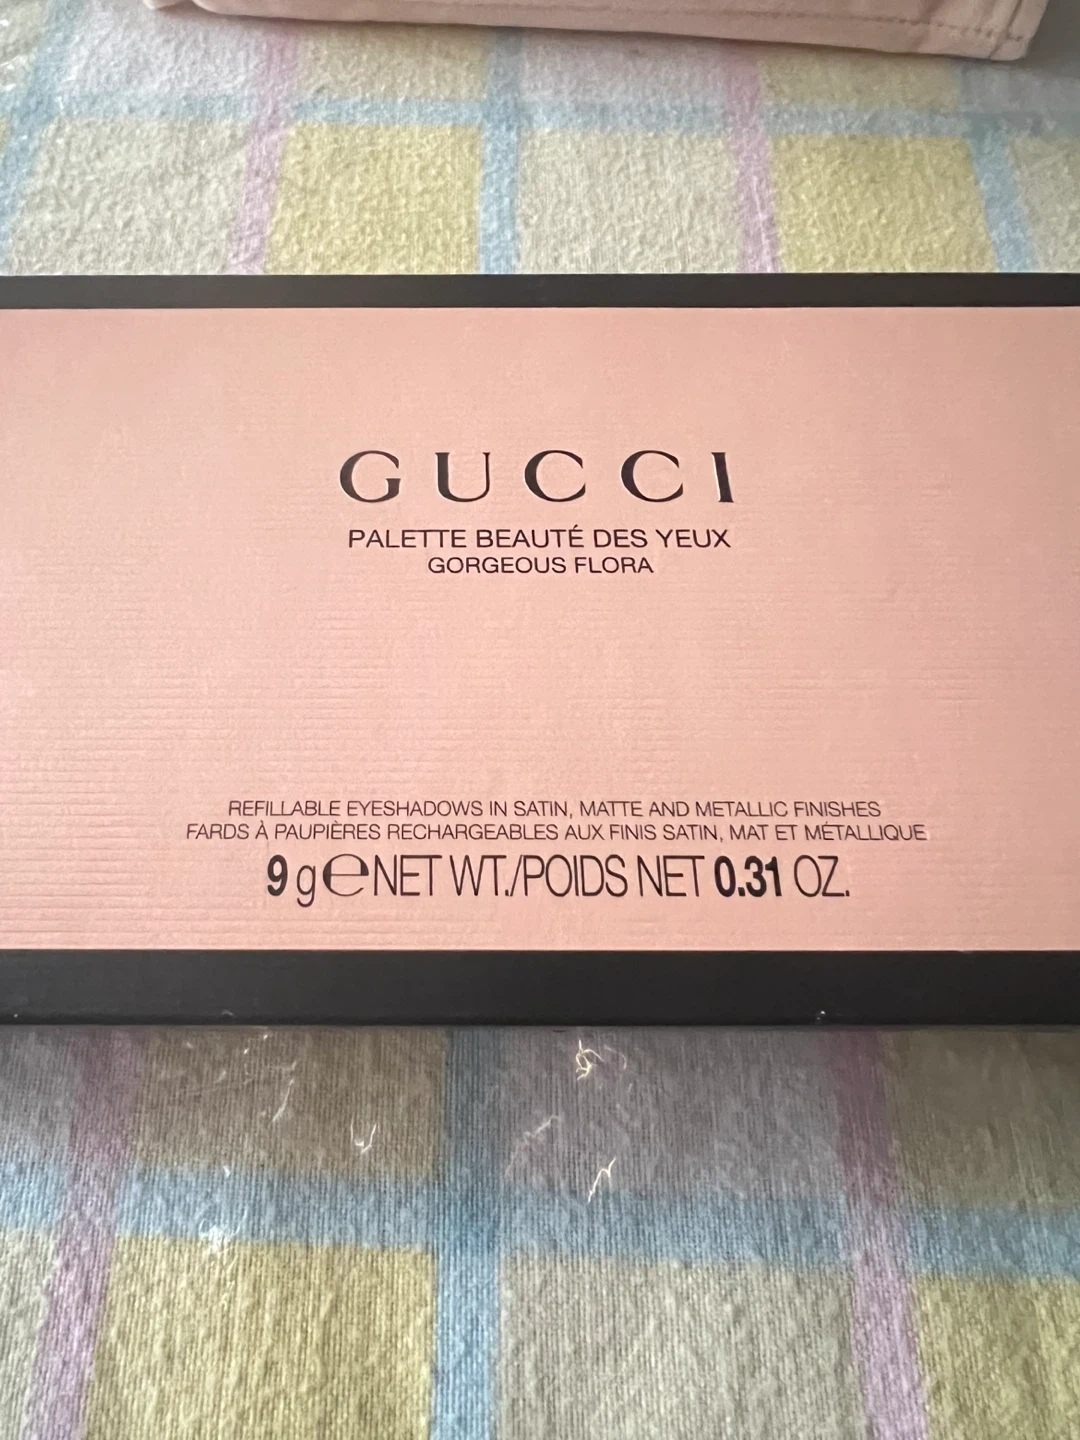 GUCCI
PALETTE BEAUTÉ DES YEUX
GORGEOUS FLORA
REFILLABLE EYESHADOWS IN SATIN, MATTE AND METALLIC FINISHES
FARDS À PAUPIÈRES RECHARGEABLES AUX FINIS SATIN, MAT ET MÉTALLIQUE
9 g ℮ NET WT./POIDS NET 0.31 OZ.